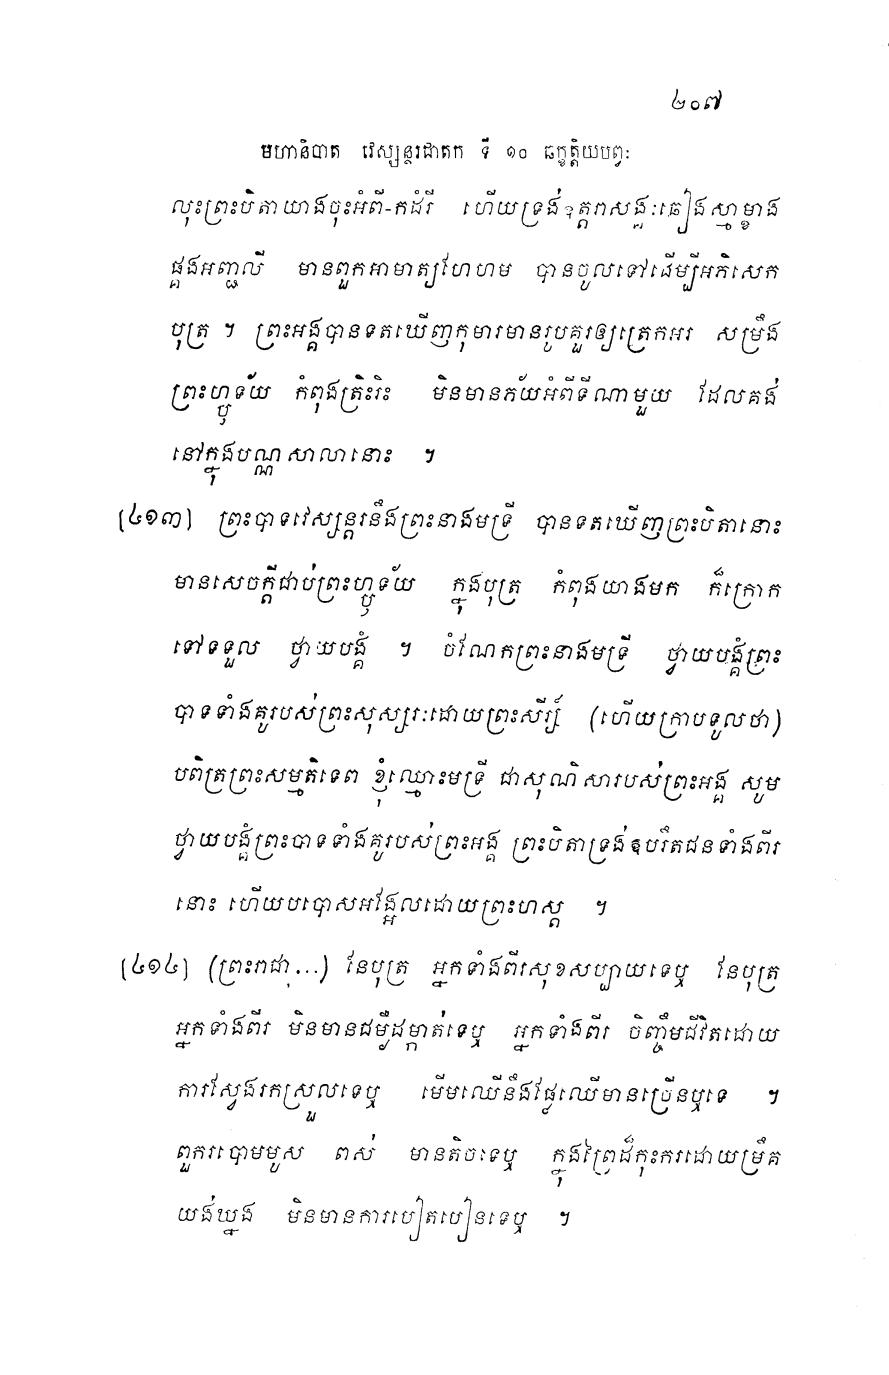 ២០៧
មហានិបាត វេស្សន្តរជាតក ទី ១០ ឆក្ខត្តិយបព្វៈ
លុះព្រះបិតាយាងចុះអំពីដំរី ហើយទ្រង់ឧត្តរាសង្គៈឆៀងស្មាម្ខាង
ផ្គងអញ្ជលី មានពួកអាមាត្យហែហម បានចូលទៅដើម្បីអភិសេក
បុត្រ ។ ព្រះអង្គបានទតឃើញកុមារមានរូបគួរឲ្យត្រេកអរ សម្រឹង
ព្រះហ្ឫទ័យ កំពុងត្រិះរិះ មិនមានភ័យអំពីទីណាមួយ ដែលគង់
នៅក្នុងបណ្ណសាលានោះ ។
[៤១៣] ព្រះបាទវេស្សន្តរនឹងព្រះនាងមទ្រី បានទតឃើញព្រះបិតានោះ
មានសេចក្តីជាប់ព្រះហ្ឫទយ ក្នុងបុត្រ កំពុងយាងមក ក៏ក្រោក
ទៅទទួល ថ្វាយបង្គំ ។ ចំណែកព្រះនាងមទ្រី ថ្វាយបង្គំព្រះ
បាទទាំងគូរបស់ព្រះសុស្សរៈដោយព្រះសីរ្ស៍ (ហើយក្រាបទូលថា)
បពិត្រព្រះសម្មតិទេព ខ្ញុំឈ្មោះមទ្រី ជាសុណិសារបស់ព្រះអង្គ សូម
ថ្វាយបង្គំព្រះបាទទាំងគូរបស់ព្រះអង្គ ព្រះបិតាទ្រង់ឱបរឹតជនទាំងពីរ
នោះ ហើយបបោសអង្អែលដោយព្រះហស្ត ។
[៤១៤] (ព្រះរាជា...) នែបុត្រ អ្នកទាំងពីរសុខសប្បាយទេឬ នែបុត្រ
អ្នកទាំងពីរ មិនមានជម្ងឺដម្កាត់ទេឬ អ្នកទាំងពីរ ចិញ្ចឹមជីវិតដោយ
ការស្វែងរកស្រួលទេឬ មើមឈើនឹងផ្លែឈើមានច្រើនឬទេ ។
ពួករបោមមូស ពស់ មានតិចទេឬ ក្នុងព្រៃដ៏កុះករដោយម្រឹគ
យង់ឃ្នង មិនមានការបៀតបៀនទេឬ ។